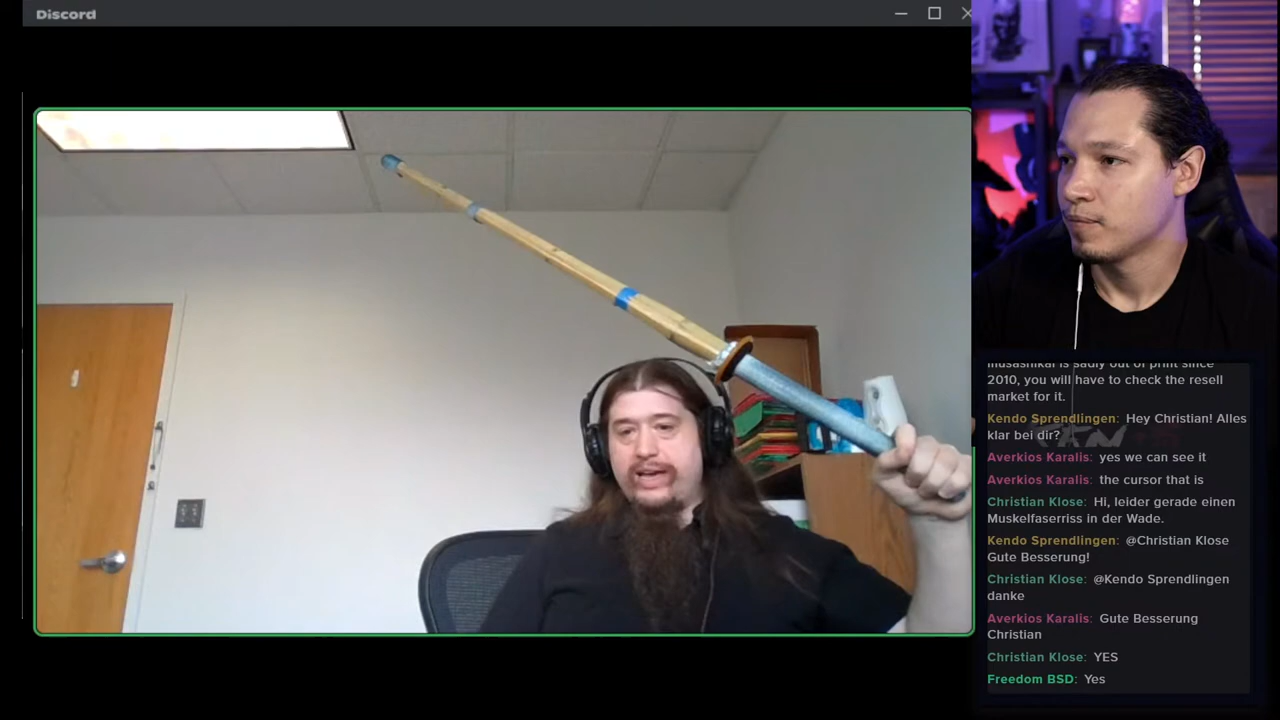 Discord
musashikai is sadly out of print since
2010, you will have to check the resell
market for it.
Kendo Sprendlingen: Hey Christian! Alles
klar bei dir?
Averkios Karalis: yes we can see it
Averkios Karalis: the cursor that is
Christian Klose: Hi, leider gerade einen
Muskelfaserriss in der Wade.
Kendo Sprendlingen: @Christian Klose
Gute Besserung!
Christian Klose: @Kendo Sprendlingen
danke
Averkios Karalis: Gute Besserung
Christian
Christian Klose: YES
Freedom BSD: Yes